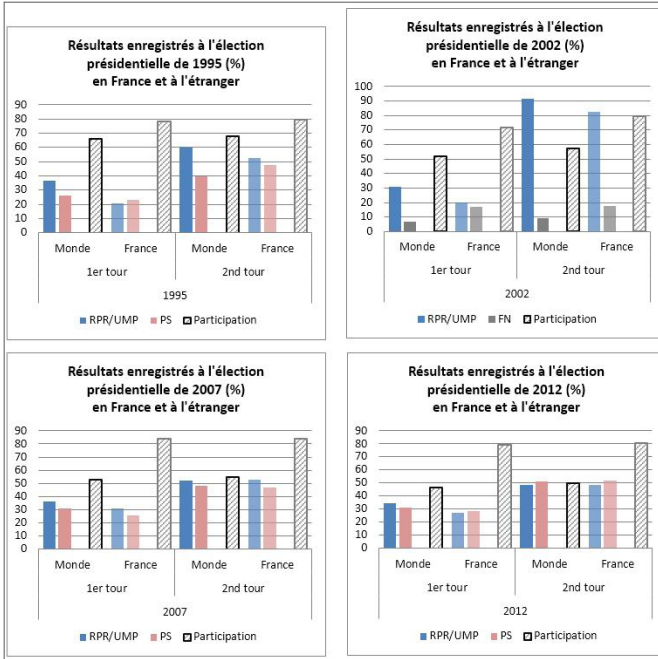 Résultats enregistrés à l'élection
présidentielle de 1995 (%)
en France et à l'étranger
90
80
70
60
50
40
30
20
10
0
Monde France Monde France
1er tour 2nd tour
1995
RPR/UMP PS Participation
Résultats enregistrés à l'élection
présidentielle de 2002 (%)
en France et à l'étranger
100
90
80
70
60
50
40
30
20
10
0
Monde France Monde France
1er tour 2nd tour
2002
RPR/UMP FN Participation
Résultats enregistrés à l'élection
présidentielle de 2007 (%)
en France et à l'étranger
90
80
70
60
50
40
30
20
10
0
Monde France Monde France
1er tour 2nd tour
2007
RPR/UMP PS Participation
Résultats enregistrés à l'élection
présidentielle de 2012 (%)
en France et à l'étranger
90
80
70
60
50
40
30
20
10
0
Monde France Monde France
1er tour 2nd tour
2012
RPR/UMP PS Participation